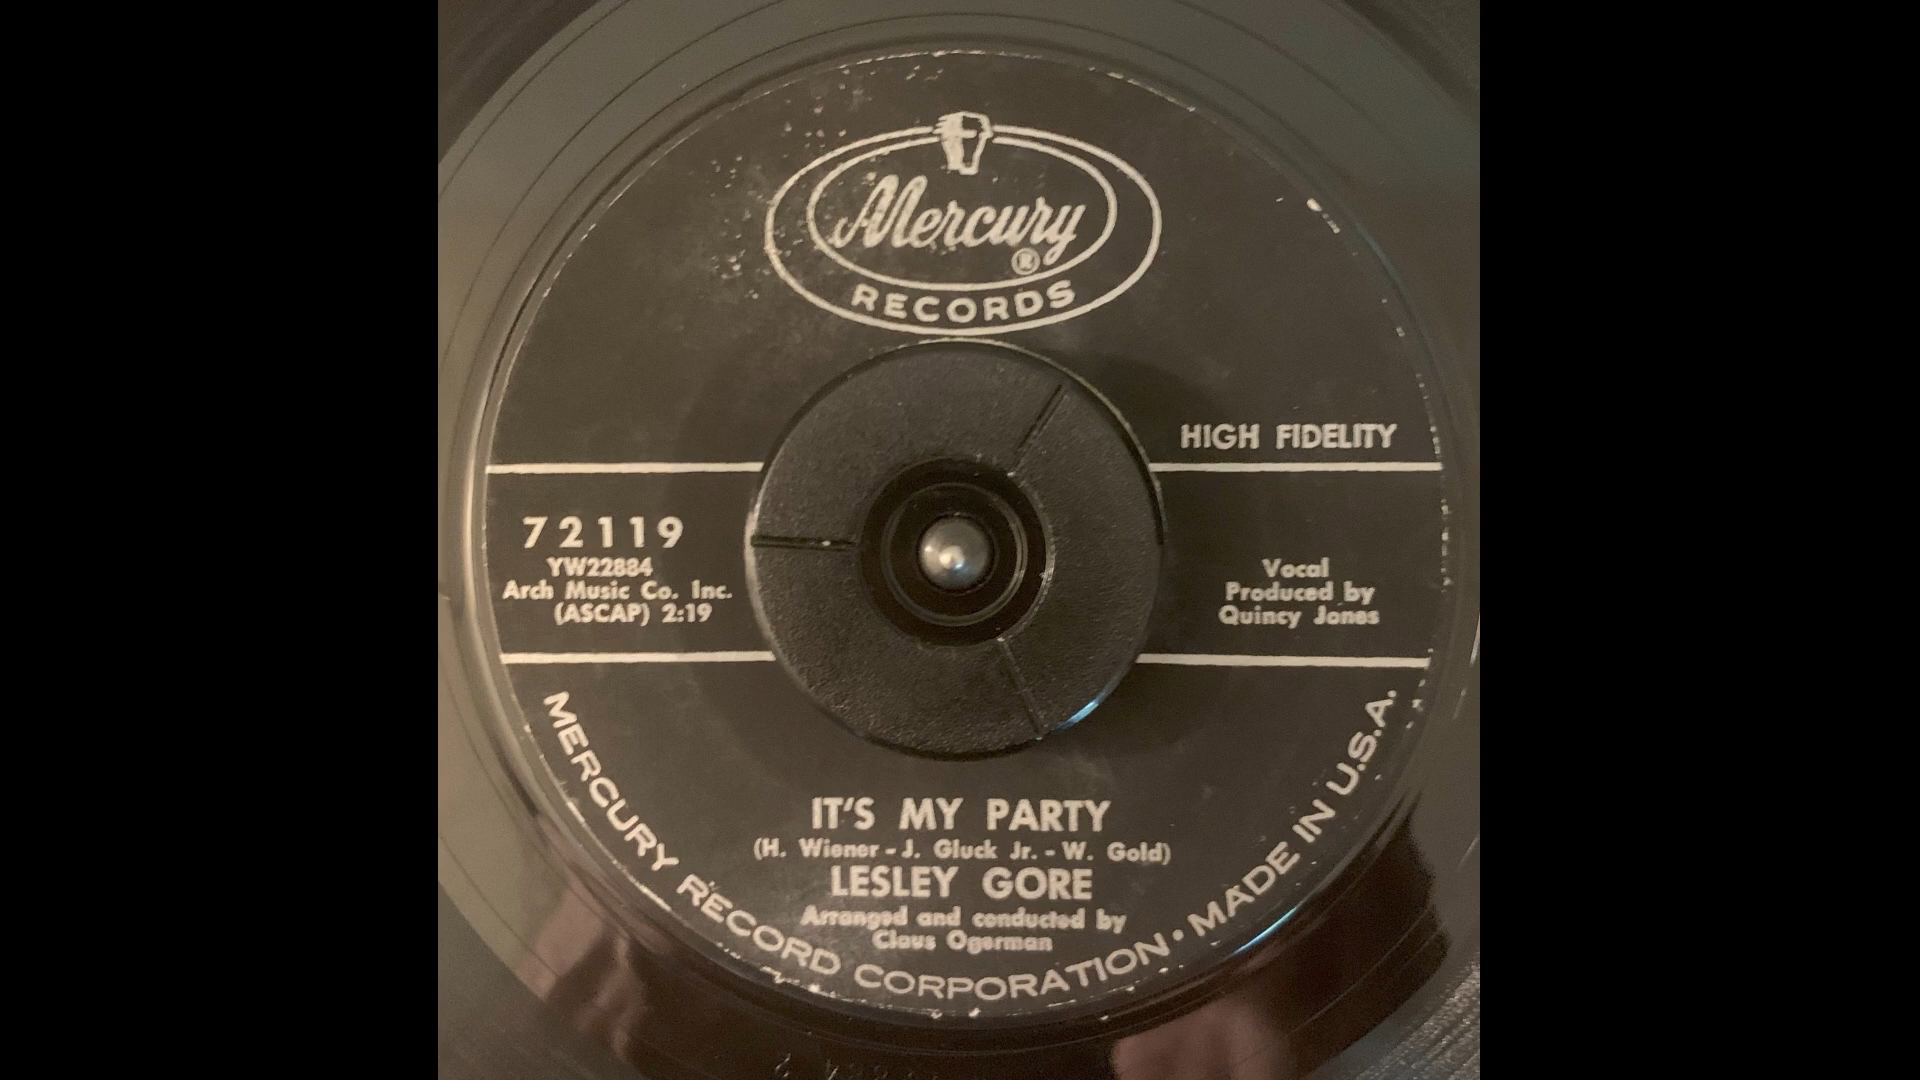 Mercury
®
RECORDS
HIGH FIDELITY
72119
YW22884
Arch Music Co. Inc.
(ASCAP) 2:19
Vocal
Produced by
Quincy Jones
IT'S MY PARTY
(H. Wiener - J. Gluck Jr. - W. Gold)
LESLEY GORE
Arranged and conducted by
Claus Ogerman
MERCURY RECORD CORPORATION • MADE IN U.S.A.